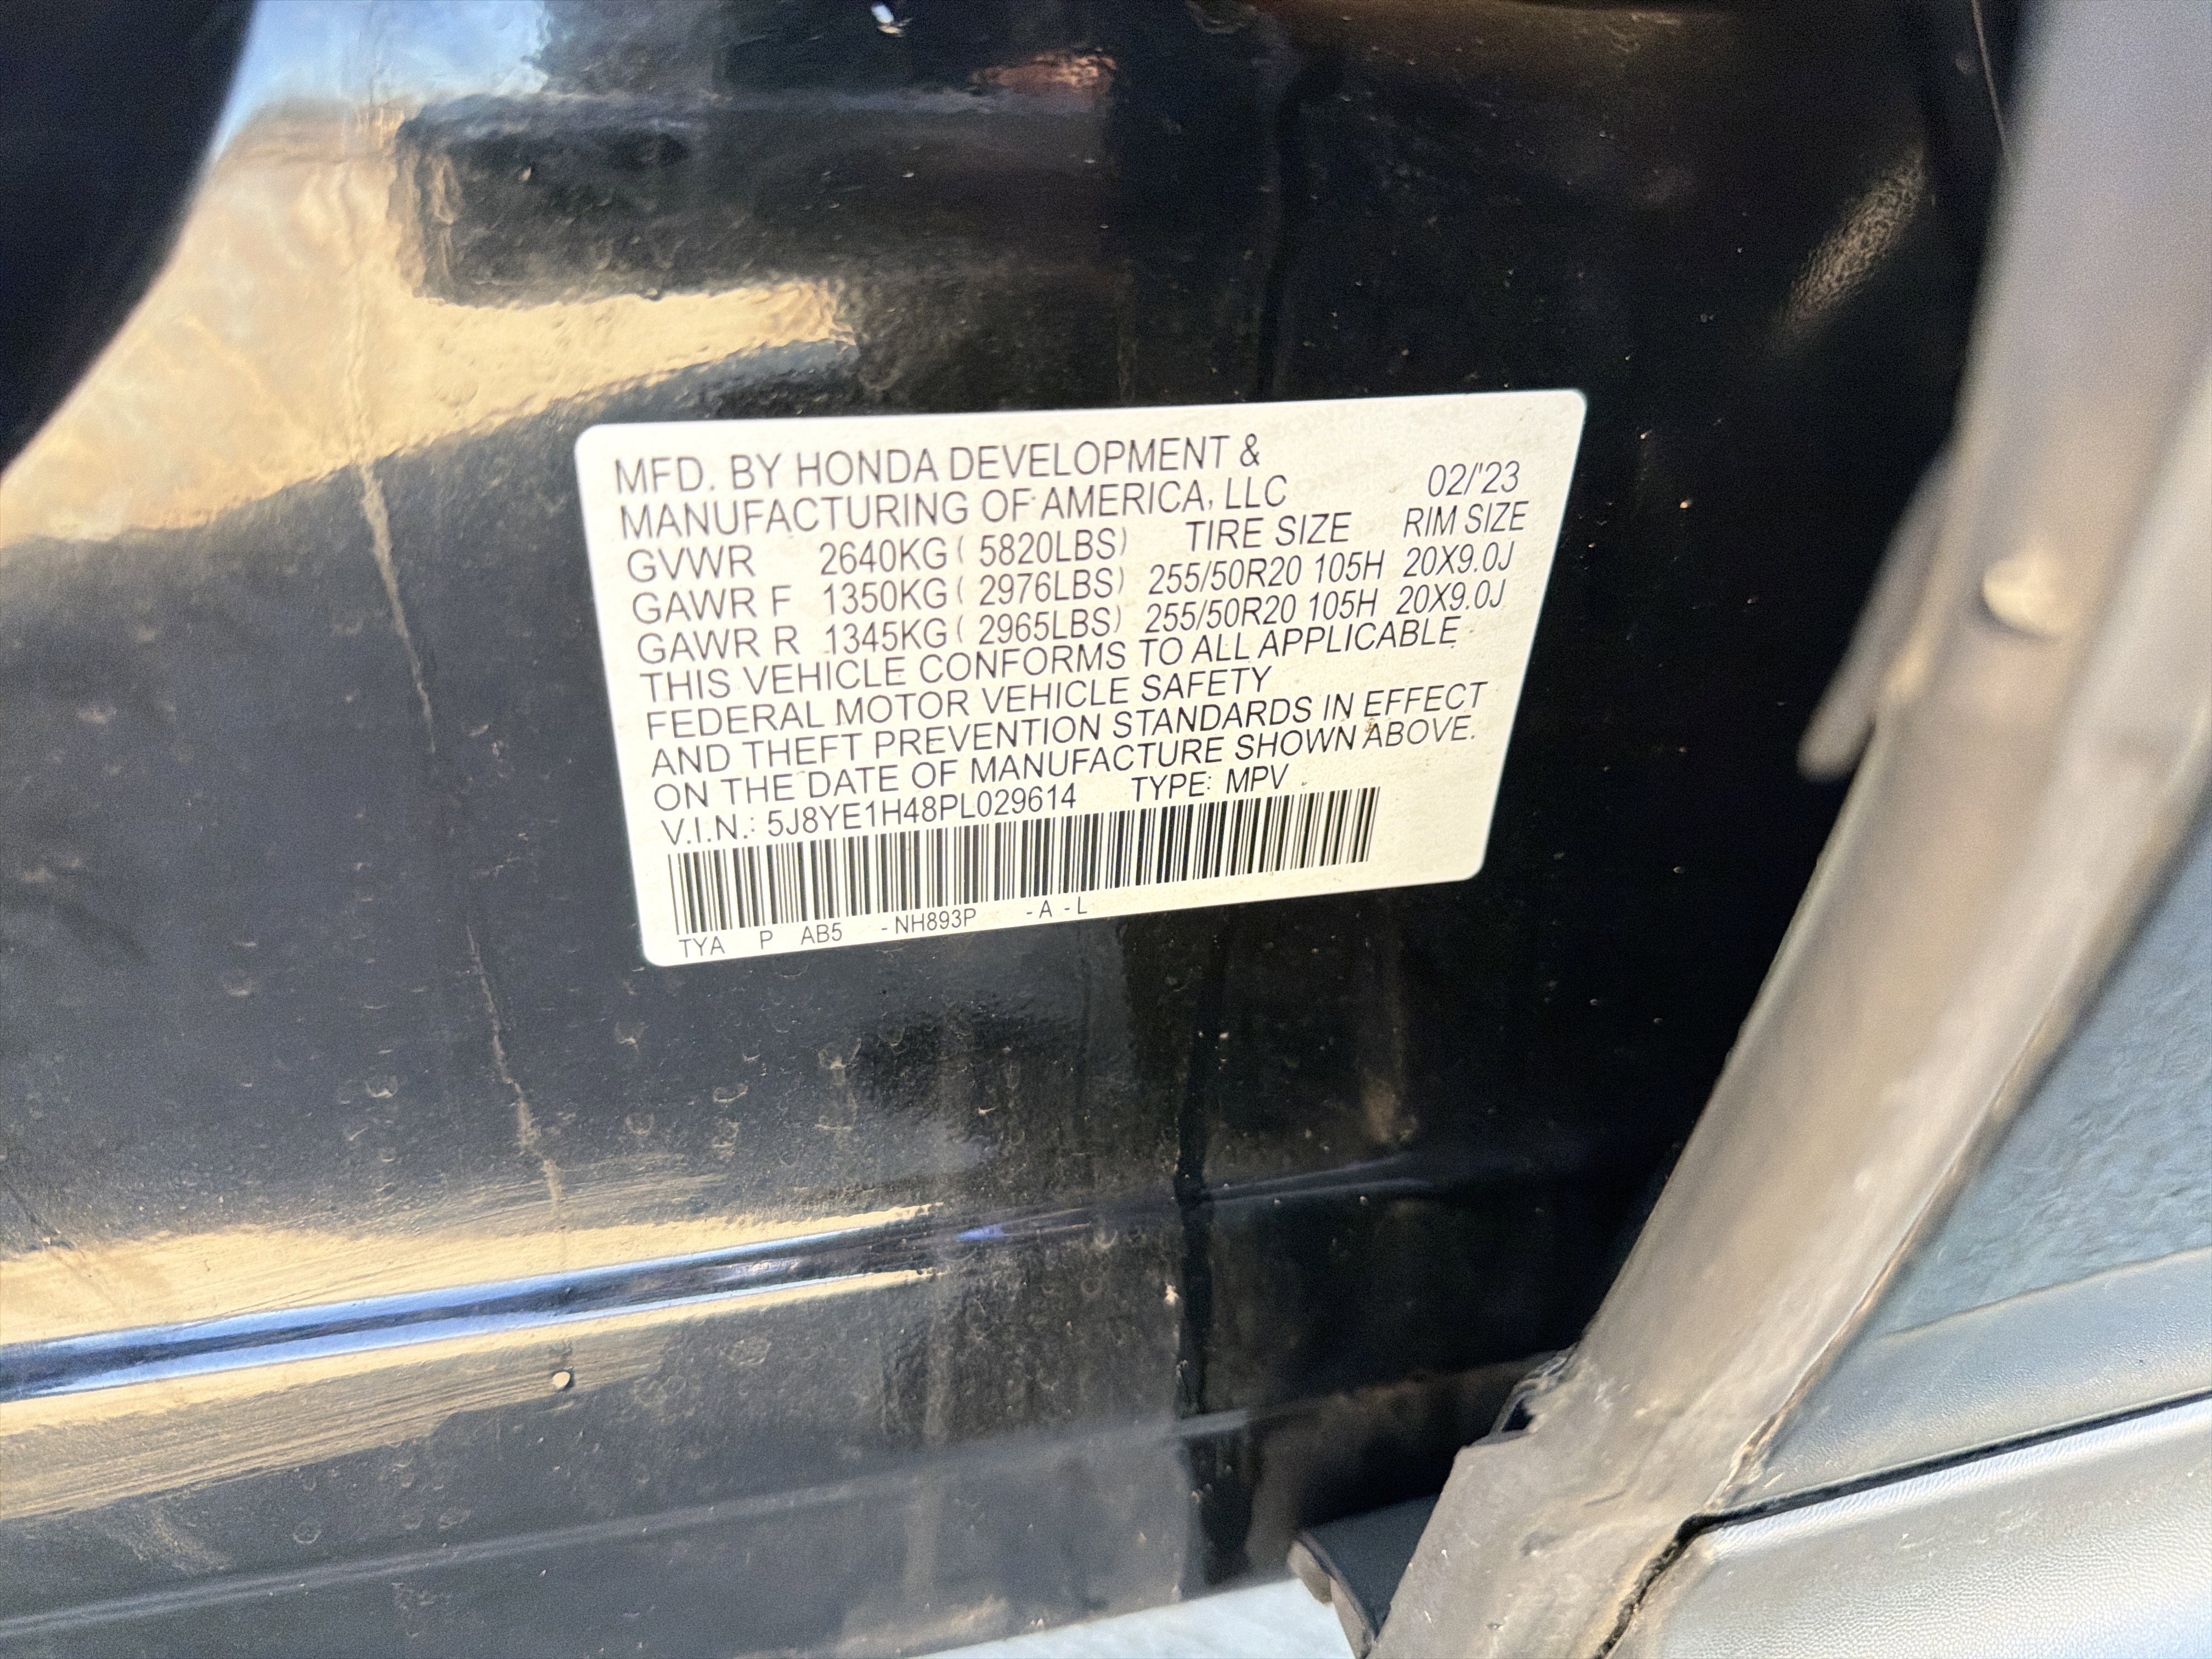 MFD. BY HONDA DEVELOPMENT &
MANUFACTURING OF AMERICA, LLC 02/'23
GVWR 2640KG ( 5820LBS) TIRE SIZE RIM SIZE
GAWR F 1350KG ( 2976LBS) 255/50R20 105H 20X9.0J
GAWR R 1345KG ( 2965LBS) 255/50R20 105H 20X9.0J
THIS VEHICLE CONFORMS TO ALL APPLICABLE
FEDERAL MOTOR VEHICLE SAFETY
AND THEFT PREVENTION STANDARDS IN EFFECT
ON THE DATE OF MANUFACTURE SHOWN ABOVE.
V.I.N.: 5J8YE1H48PL029614 TYPE: MPV
TYA P AB5 - NH893P - A - L